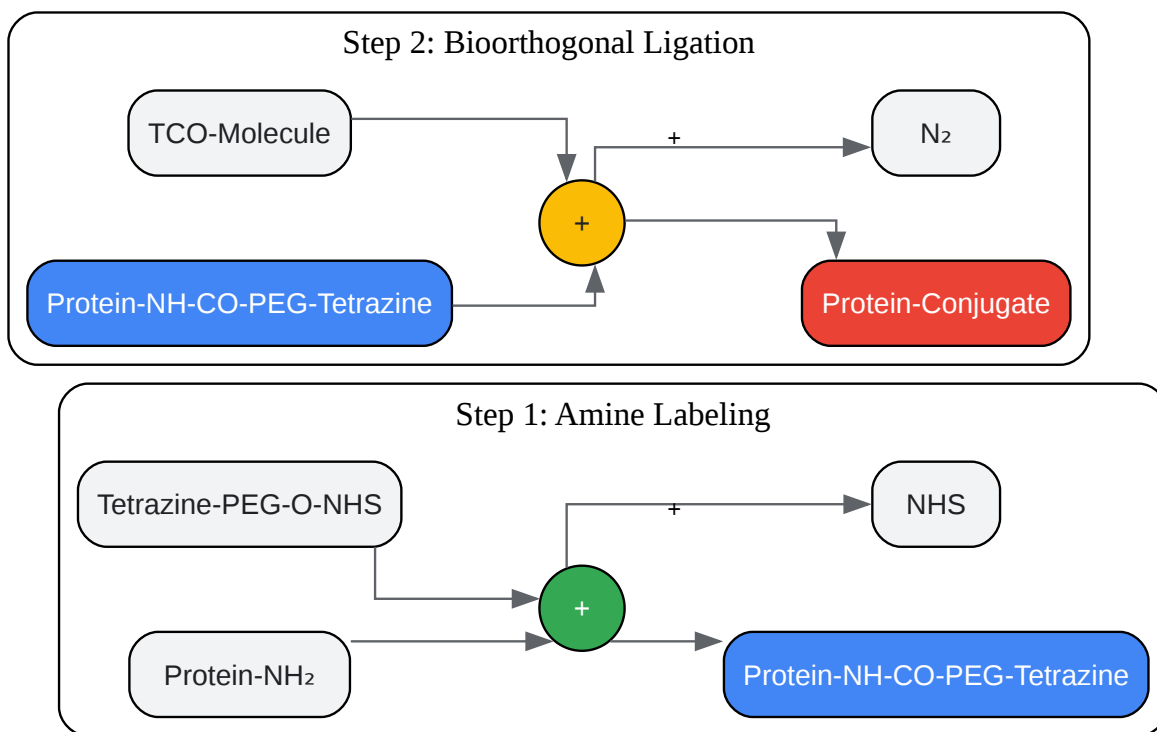 Step 2: Bioorthogonal Ligation
TCO-Molecule
+
N₂
+
Protein-NH-CO-PEG-Tetrazine
Protein-Conjugate
Step 1: Amine Labeling
Tetrazine-PEG-O-NHS
+
NHS
+
Protein-NH₂
Protein-NH-CO-PEG-Tetrazine